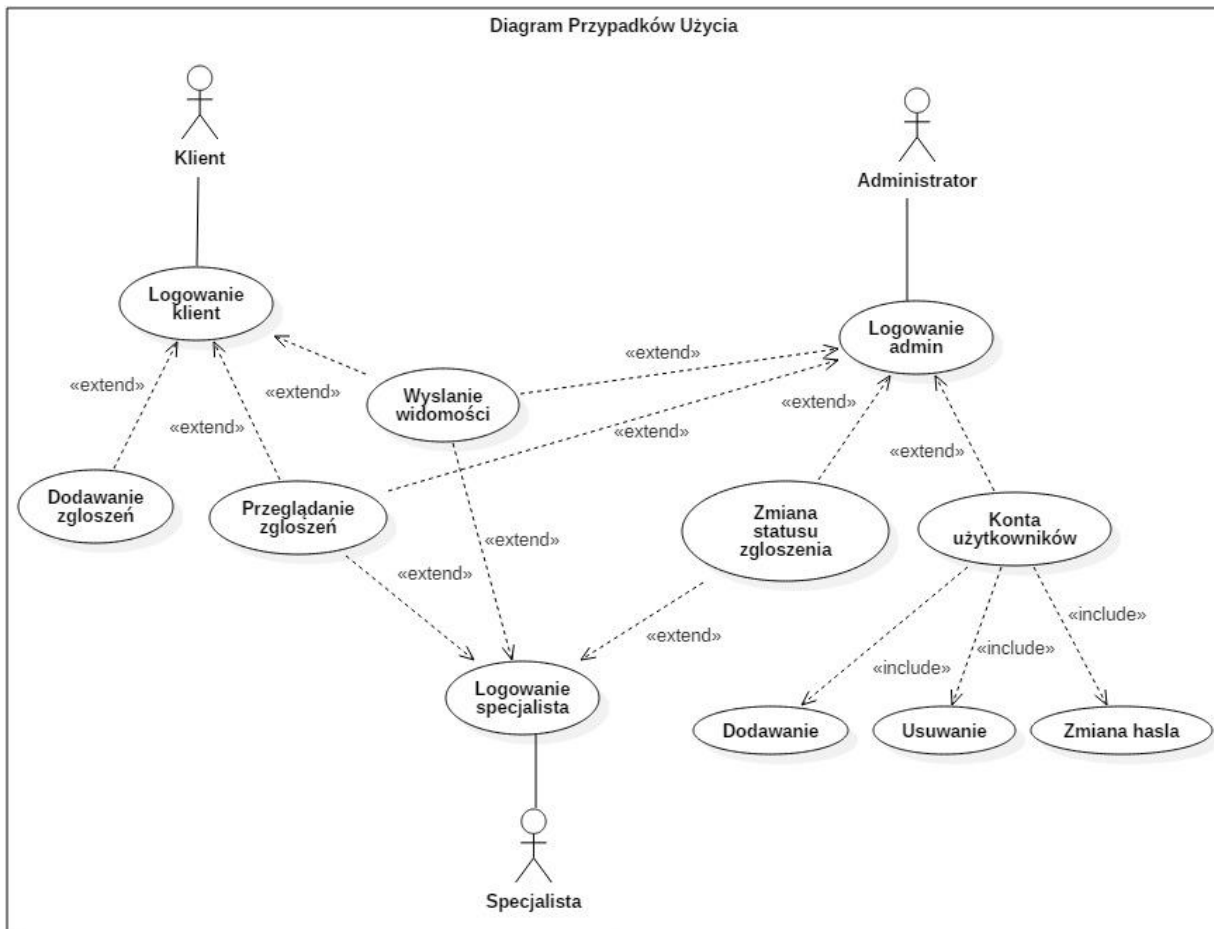 Diagram Przypadków Użycia
Klient
Administrator
Logowanie
klient
Logowanie
admin
«extend»
«extend»
«extend»
Wyslanie
widomości
«extend»
«extend»
«extend»
«extend»
«extend»
Dodawanie
zgloszeń
Przeglądanie
zgloszeń
Zmiana
statusu
zgloszenia
Konta
użytkowników
«extend»
«extend»
«extend»
«include»
«include»
«include»
Logowanie
specjalista
Dodawanie
Usuwanie
Zmiana hasla
Specjalista